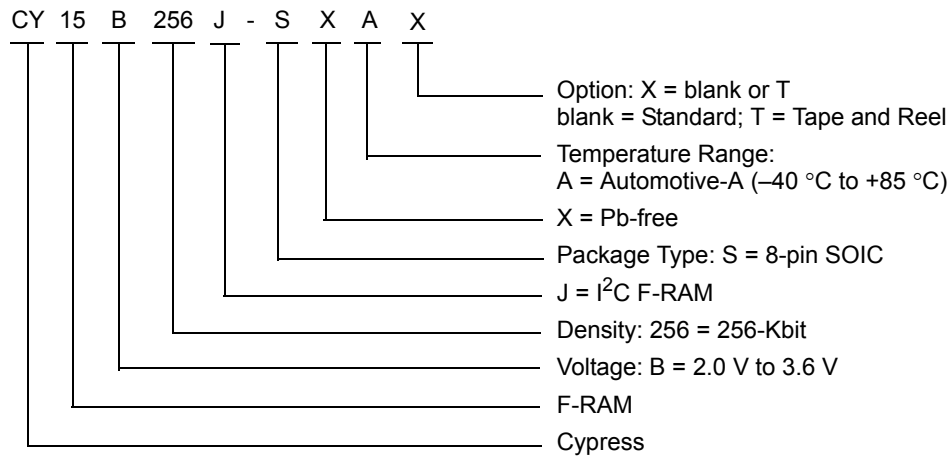 CY 15 B 256 J - S X A X
Option: X = blank or T
blank = Standard; T = Tape and Reel
Temperature Range:
A = Automotive-A (–40 °C to +85 °C)
X = Pb-free
Package Type: S = 8-pin SOIC
J = I²C F-RAM
Density: 256 = 256-Kbit
Voltage: B = 2.0 V to 3.6 V
F-RAM
Cypress